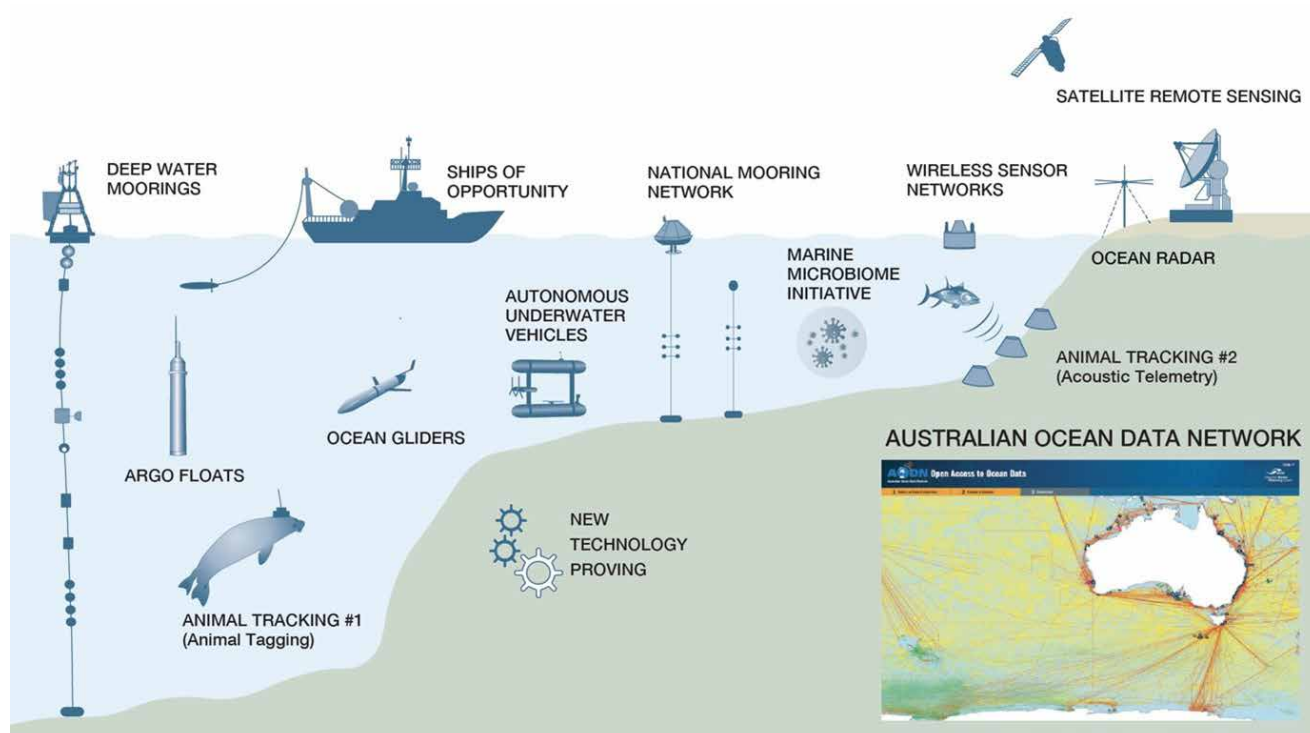 SATELLITE REMOTE SENSING
DEEP WATER
MOORINGS
SHIPS OF
OPPORTUNITY
NATIONAL MOORING
NETWORK
WIRELESS SENSOR
NETWORKS
OCEAN RADAR
MARINE
MICROBIOME
INITIATIVE
AUTONOMOUS
UNDERWATER
VEHICLES
ANIMAL TRACKING #2
(Acoustic Telemetry)
OCEAN GLIDERS
ARGO FLOATS
AUSTRALIAN OCEAN DATA NETWORK
AODN Open Access to Ocean Data
NEW
TECHNOLOGY
PROVING
ANIMAL TRACKING #1
(Animal Tagging)